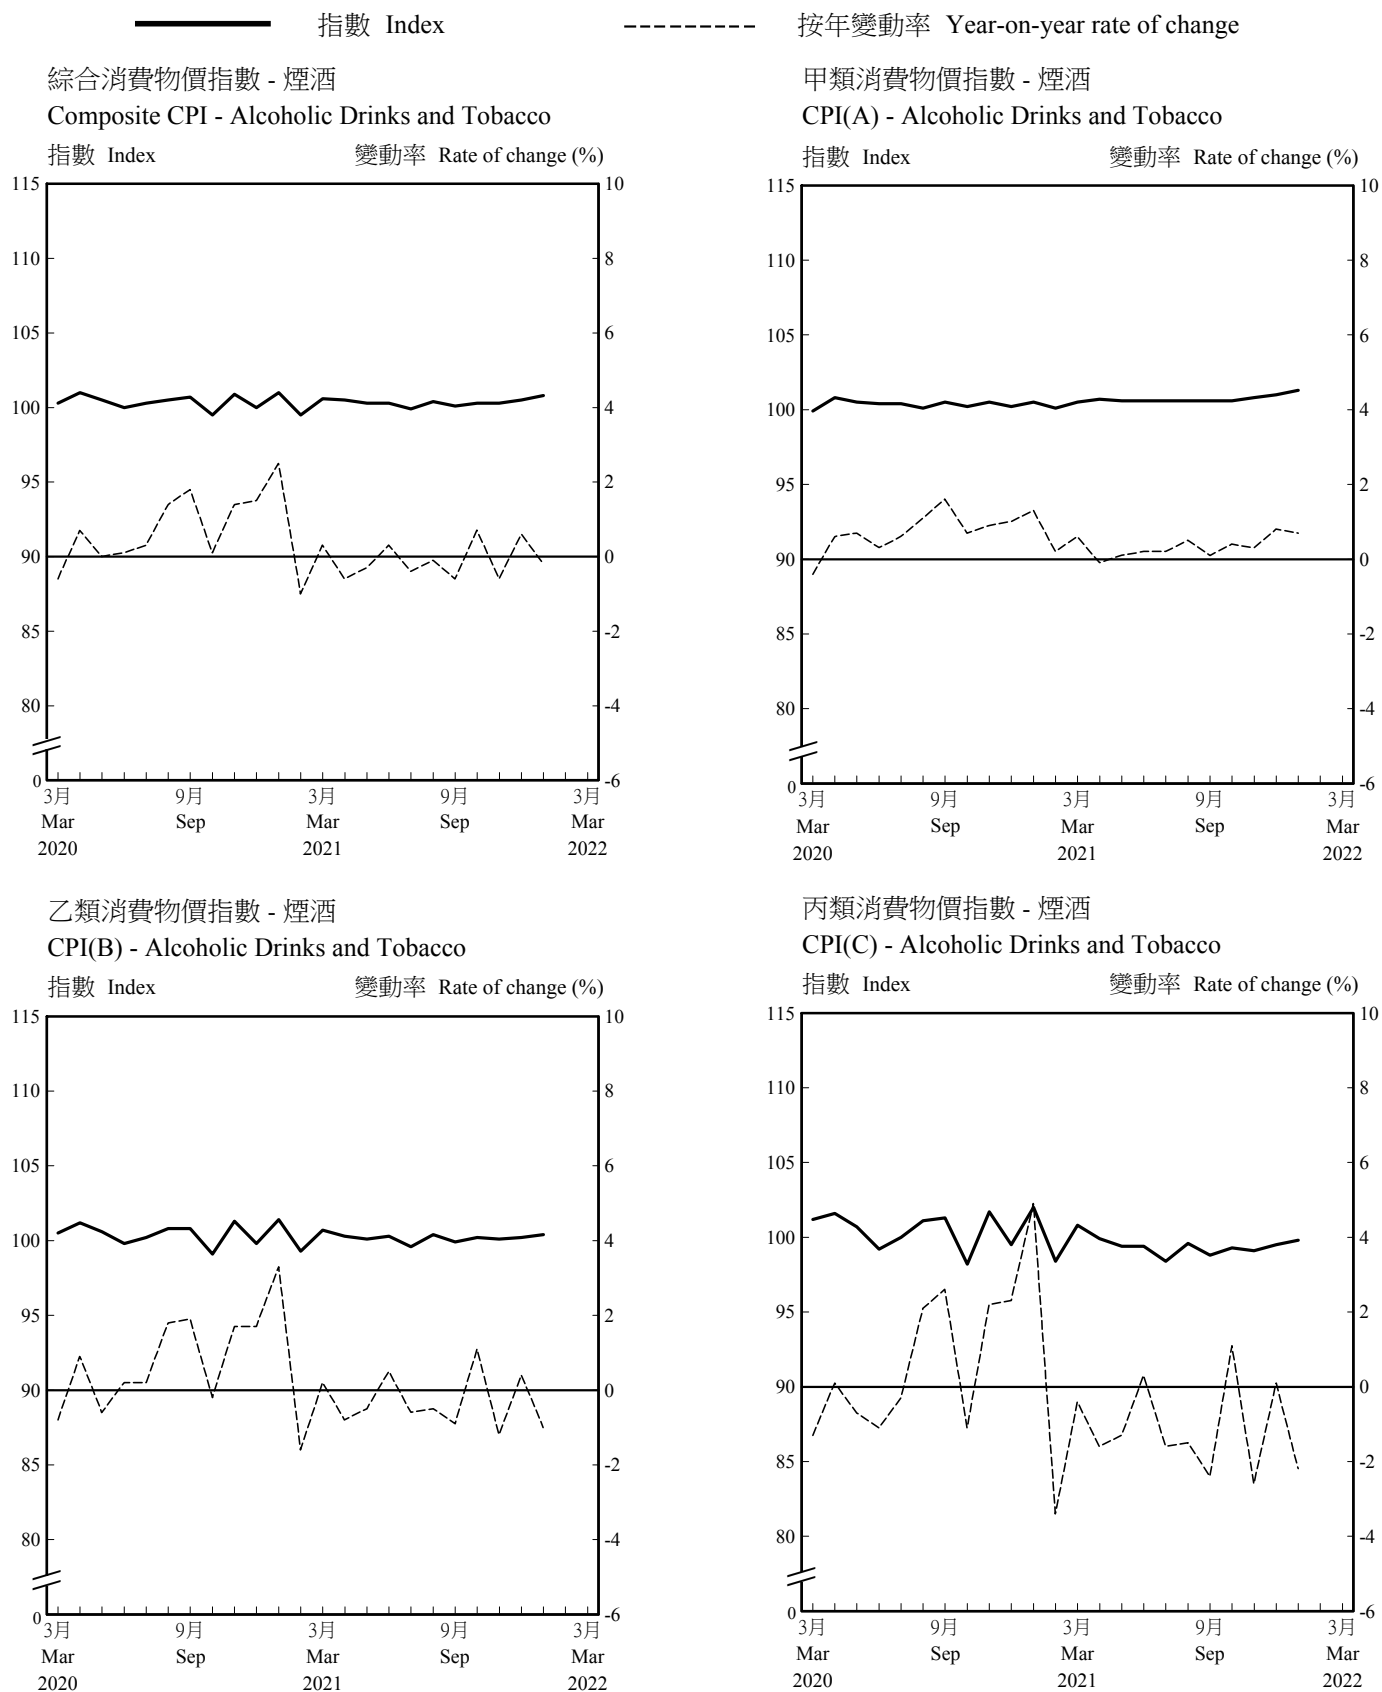 指數 Index 按年變動率 Year-on-year rate of change
綜合消費物價指數 - 煙酒
Composite CPI - Alcoholic Drinks and Tobacco
指數 Index 變動率 Rate of change (%)
115 10
110 8
105 6
100 4
95 2
90 0
85 -2
80 -4
0 -6
3月 9月 3月 9月 3月
Mar Sep Mar Sep Mar
2020 2021 2022
甲類消費物價指數 - 煙酒
CPI(A) - Alcoholic Drinks and Tobacco
指數 Index 變動率 Rate of change (%)
115 10
110 8
105 6
100 4
95 2
90 0
85 -2
80 -4
0 -6
3月 9月 3月 9月 3月
Mar Sep Mar Sep Mar
2020 2021 2022
乙類消費物價指數 - 煙酒
CPI(B) - Alcoholic Drinks and Tobacco
指數 Index 變動率 Rate of change (%)
115 10
110 8
105 6
100 4
95 2
90 0
85 -2
80 -4
0 -6
3月 9月 3月 9月 3月
Mar Sep Mar Sep Mar
2020 2021 2022
丙類消費物價指數 - 煙酒
CPI(C) - Alcoholic Drinks and Tobacco
指數 Index 變動率 Rate of change (%)
115 10
110 8
105 6
100 4
95 2
90 0
85 -2
80 -4
0 -6
3月 9月 3月 9月 3月
Mar Sep Mar Sep Mar
2020 2021 2022